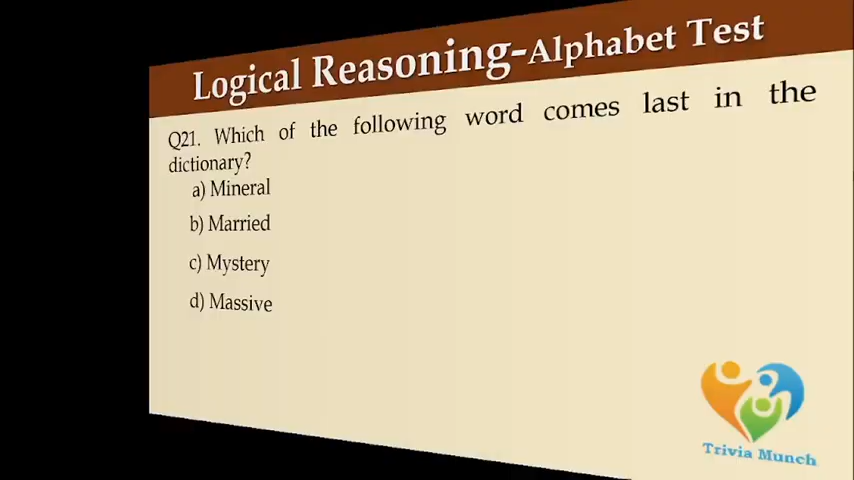 Logical Reasoning-Alphabet Test
Q21. Which of the following word comes last in the
dictionary?
a) Mineral
b) Married
c) Mystery
d) Massive
Trivia Munch